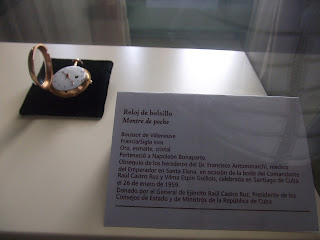 Reloj de bolsillo
Montre de poche
Boussot de Villeneuse
Francia/Siglo XVIII
Oro, esmalte, cristal
Perteneció a Napoleón Bonaparte.
Obsequio de los herederos del Dr. Francisco Antommarchi, médico
del Emperador en Santa Elena, en ocasión de la boda del Comandante
Raúl Castro Ruz y Vilma Espín Guillois, celebrada en Santiago de Cuba
el 26 de enero de 1959.
Donado por el General de Ejército Raúl Castro Ruz, Presidente de los
Consejos de Estado y de Ministros de la República de Cuba